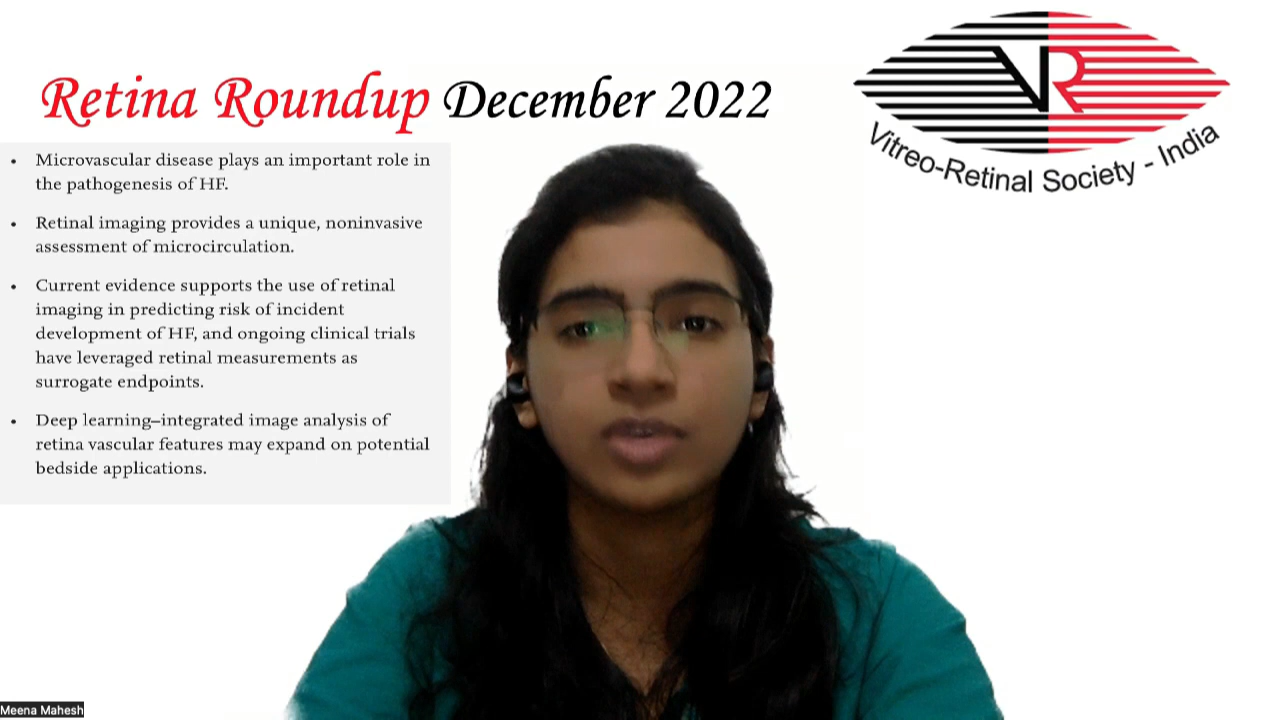 Retina Roundup December 2022
VR
Vitreo-Retinal Society - India
• Microvascular disease plays an important role in
the pathogenesis of HF.
• Retinal imaging provides a unique, noninvasive
assessment of microcirculation.
• Current evidence supports the use of retinal
imaging in predicting risk of incident
development of HF, and ongoing clinical trials
have leveraged retinal measurements as
surrogate endpoints.
• Deep learning–integrated image analysis of
retina vascular features may expand on potential
bedside applications.
Meena Mahesh